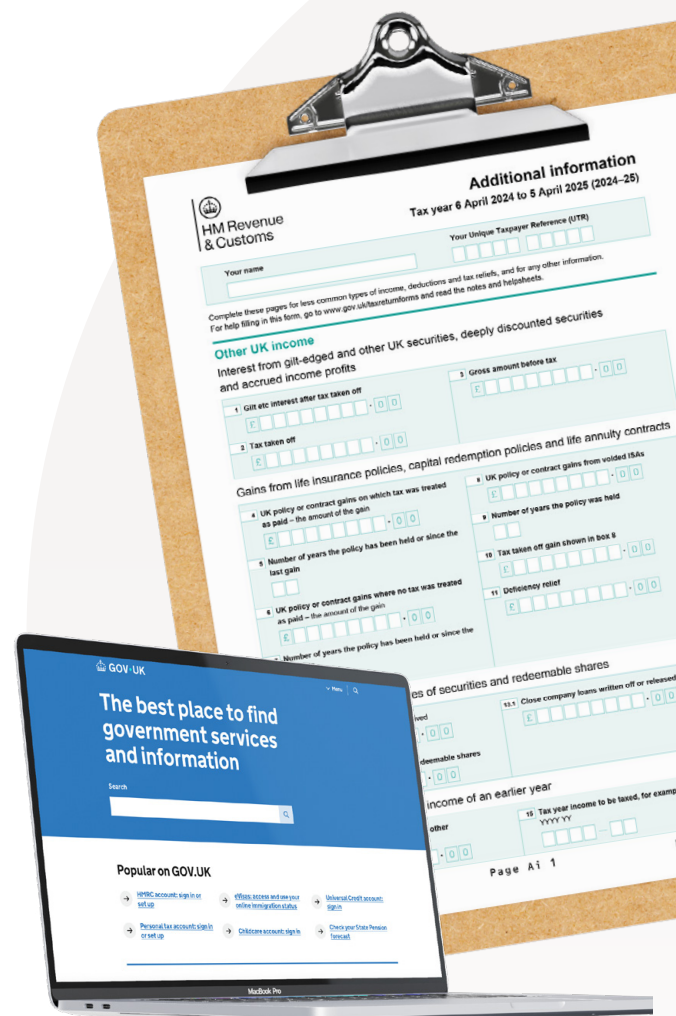 HM Revenue
& Customs
Additional information
Tax year 6 April 2024 to 5 April 2025 (2024–25)
Your name
Your Unique Taxpayer Reference (UTR)
Complete these pages for less common types of income, deductions and tax reliefs, and for any other information.
For help filling in this form, go to www.gov.uk/taxreturnforms and read the notes and helpsheets.
Other UK income
Interest from gilt-edged and other UK securities, deeply discounted securities
and accrued income profits
1 Gilt etc interest after tax taken off
£ · 0 0
2 Tax taken off
£ · 0 0
3 Gross amount before tax
£ · 0 0
Gains from life insurance policies, capital redemption policies and life annuity contracts
4 UK policy or contract gains on which tax was treated
as paid – the amount of the gain
£ · 0 0
5 Number of years the policy has been held or since the
last gain
6 UK policy or contract gains where no tax was treated
as paid – the amount of the gain
£ · 0 0
Number of years the policy has been held or since the
8 UK policy or contract gains from voided ISAs
£ · 0 0
9 Number of years the policy was held
10 Tax taken off gain shown in box 8
£ · 0 0
11 Deficiency relief
£ · 0 0
es of securities and redeemable shares
ived
· 0 0
deemable shares
· 0 0
13.1 Close company loans written off or released
£ · 0 0
income of an earlier year
other
· 0 0
15 Tax year income to be taxed, for examp
YYYY YY
Page Ai 1
GOV·UK
Menu
The best place to find
government services
and information
Search
Popular on GOV.UK
HMRC account: sign in or
set up
eVisas: access and use your
online immigration status
Universal Credit account:
sign in
Personal tax account: sign in
or set up
Childcare account: sign in
Check your State Pension
forecast
MacBook Pro